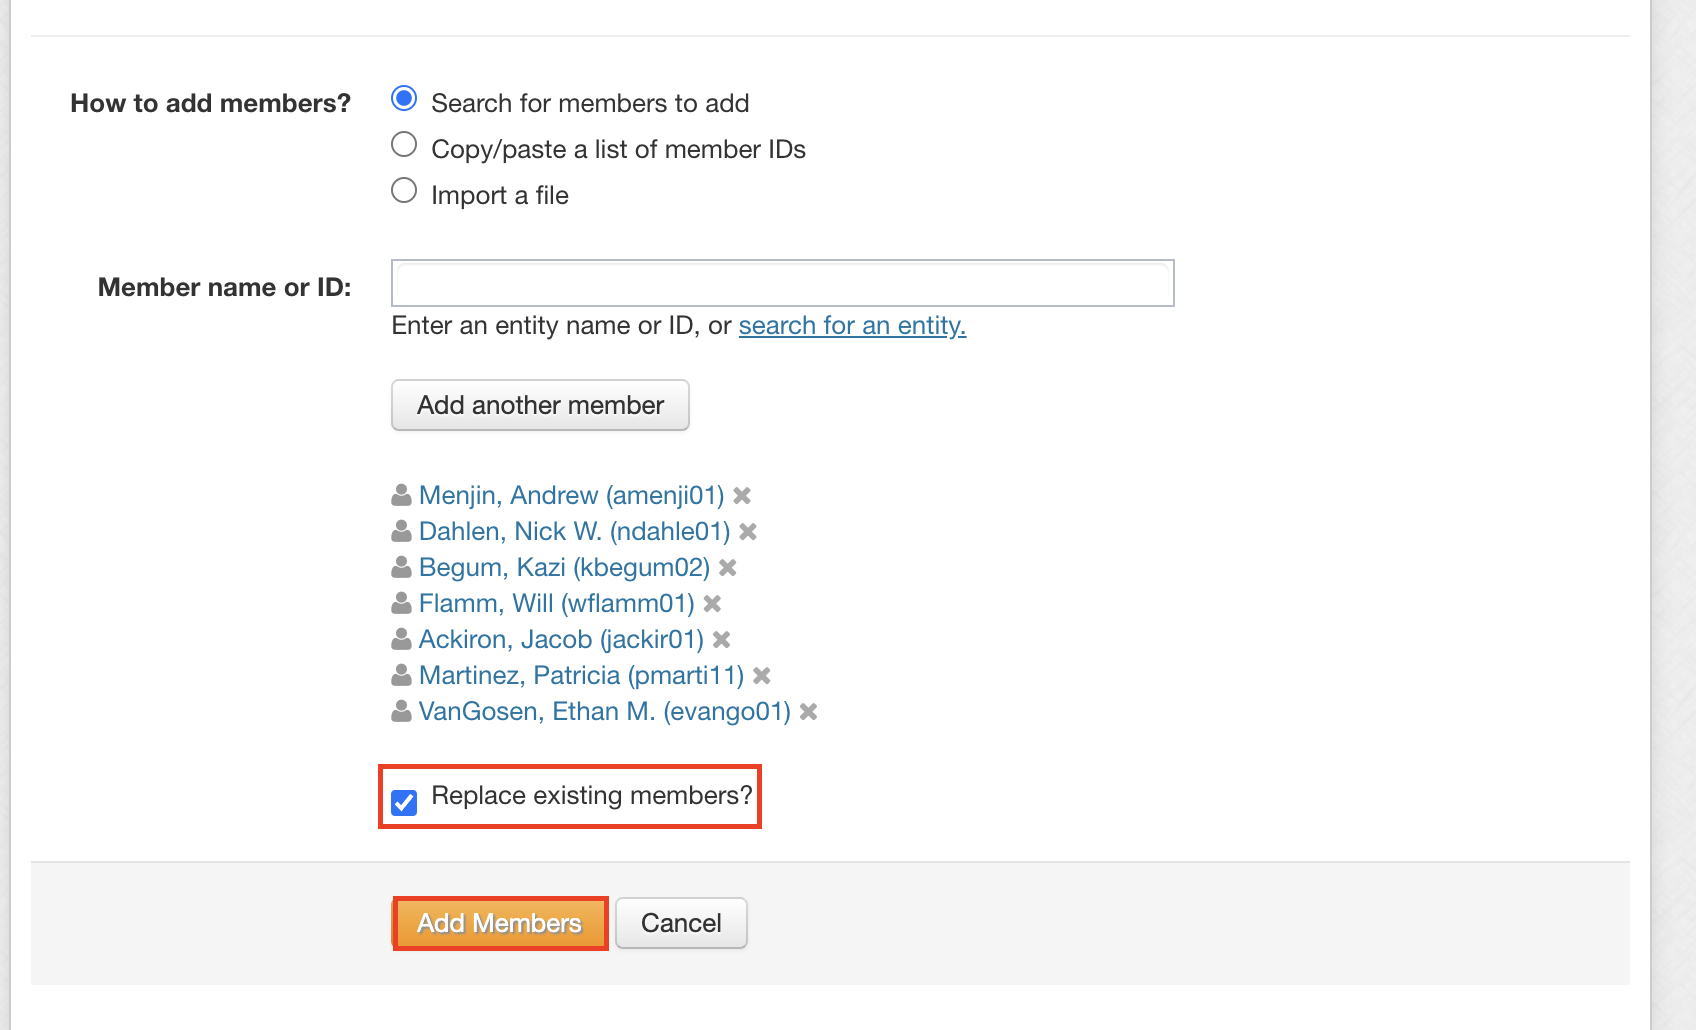 How to add members?
Search for members to add
Copy/paste a list of member IDs
Import a file
Member name or ID:
Enter an entity name or ID, or search for an entity.
Add another member
Menjin, Andrew (amenji01)
Dahlen, Nick W. (ndahle01)
Begum, Kazi (kbegum02)
Flamm, Will (wflamm01)
Ackiron, Jacob (jackir01)
Martinez, Patricia (pmarti11)
VanGosen, Ethan M. (evango01)
Replace existing members?
Add Members Cancel